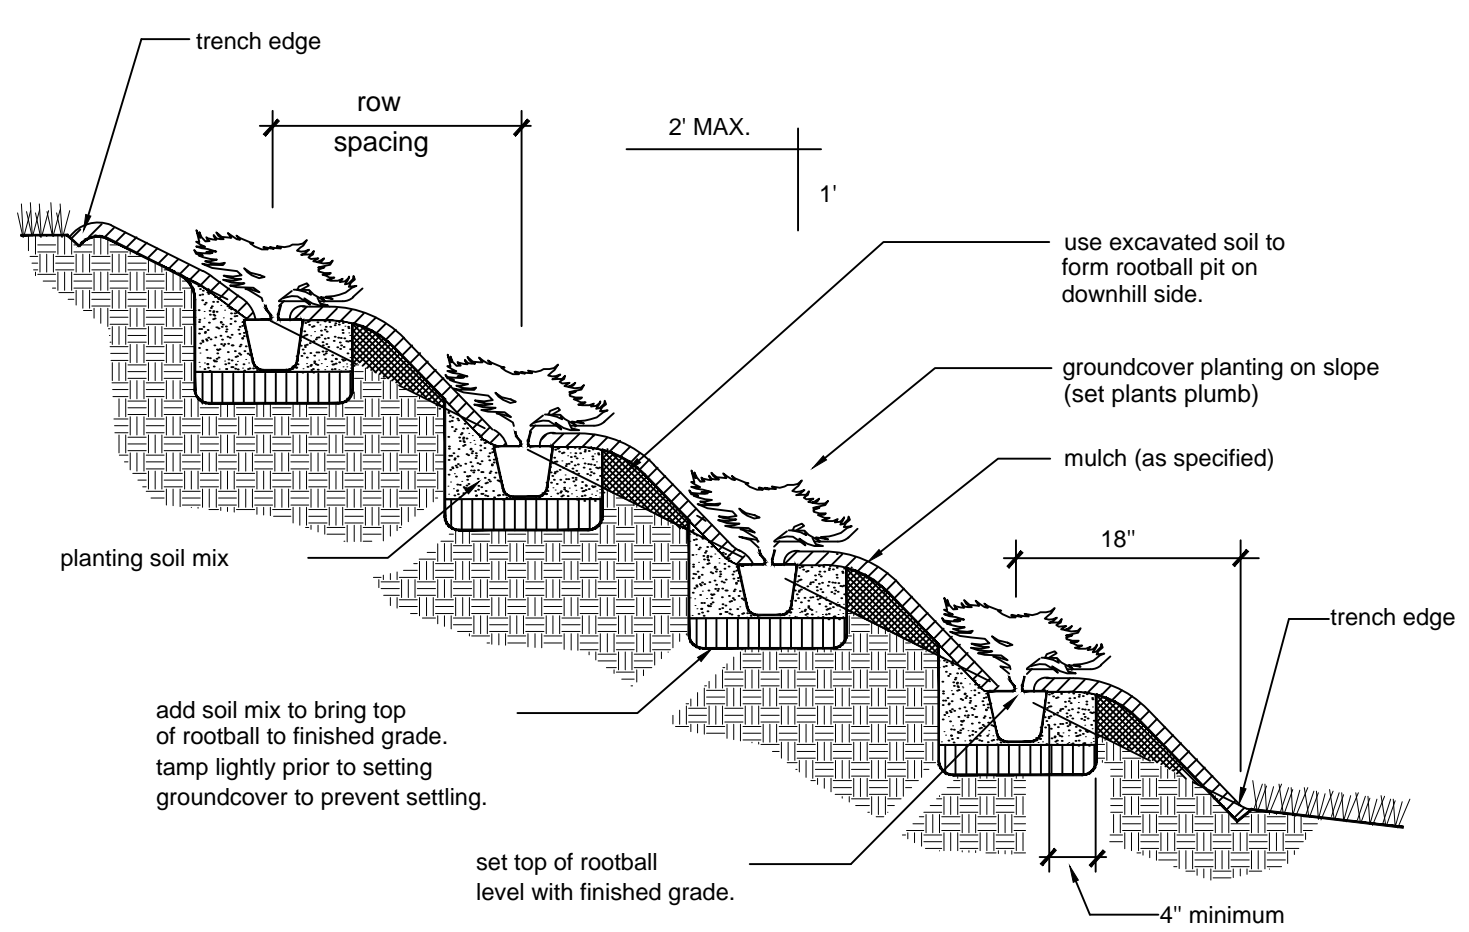 trench edge
row
spacing
2' MAX.
1'
use excavated soil to
form rootball pit on
downhill side.
groundcover planting on slope
(set plants plumb)
mulch (as specified)
18"
planting soil mix
trench edge
add soil mix to bring top
of rootball to finished grade.
tamp lightly prior to setting
groundcover to prevent settling.
set top of rootball
level with finished grade.
4" minimum